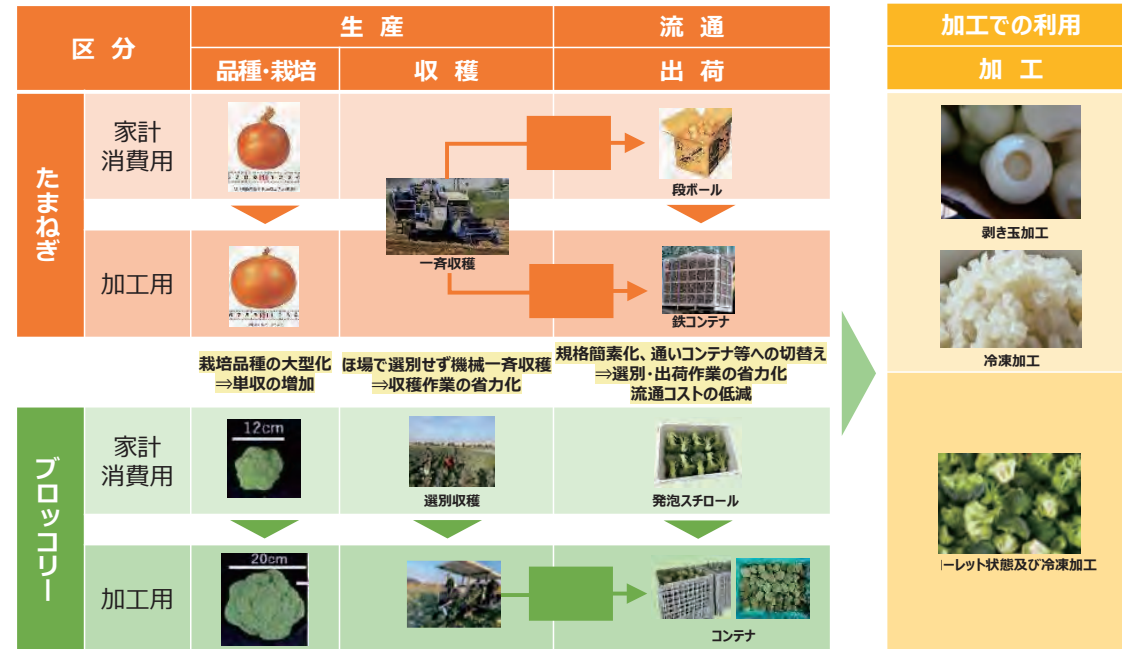 区 分
生 産
流 通
加工での利用
品種・栽培
収 穫
出 荷
加 工
たまねぎ
家計
消費用
段ボール
一斉収穫
加工用
鉄コンテナ
剥き玉加工
冷凍加工
栽培品種の大型化
⇒単収の増加
ほ場で選別せず機械一斉収穫
⇒収穫作業の省力化
規格簡素化、通いコンテナ等への切替え
⇒選別・出荷作業の省力化
流通コストの低減
ブロッコリー
家計
消費用
12cm
選別収穫
発泡スチロール
加工用
20cm
コンテナ
ーレット状態及び冷凍加工